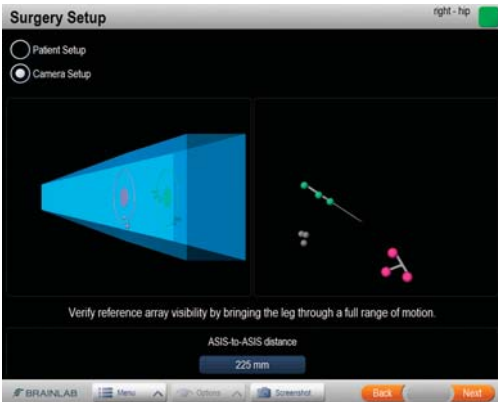 Surgery Setup
right - hip
Patient Setup
Camera Setup
Verify reference array visibility by bringing the leg through a full range of motion.
ASIS-to-ASIS distance
225 mm
BRAINLAB Menu Options Screenshot Back Next